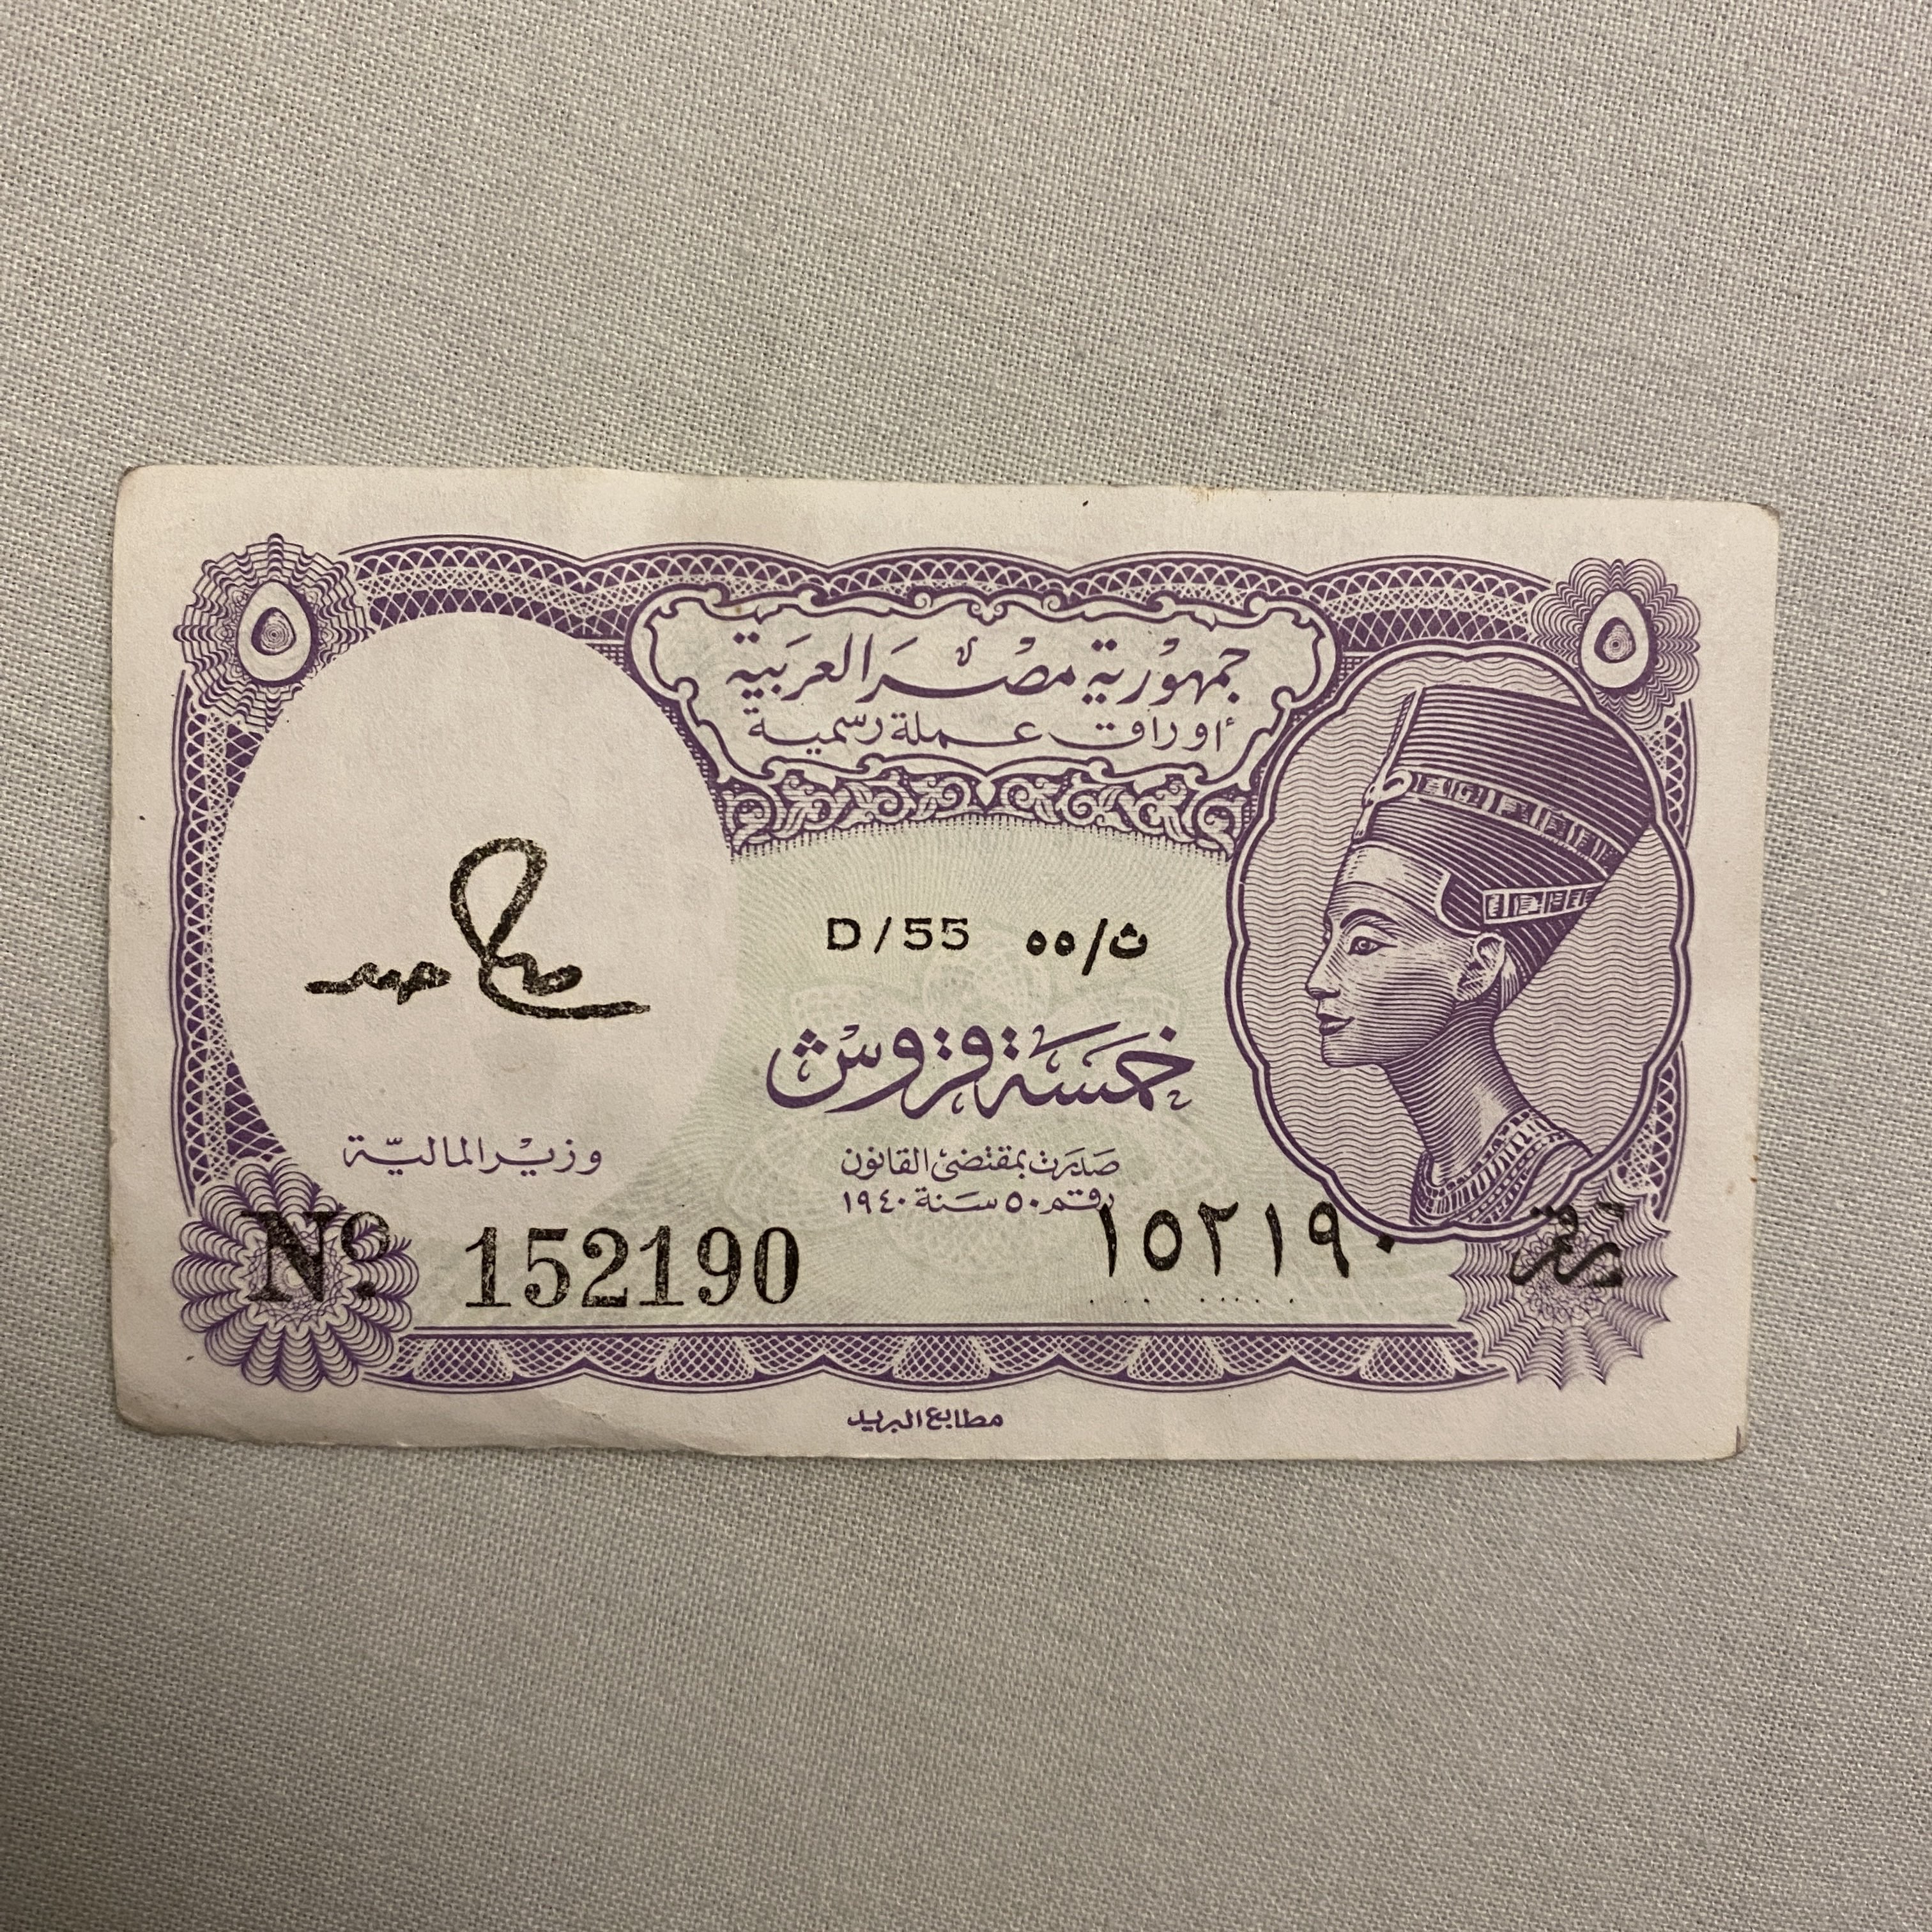 ٥ ٥
جمهورية مصر العربية
أوراق عملة رسمية
D/55 ث/٥٥
خمسة قروش
وزير المالية
صدرت بمقتضى القانون
رقم ٥٠ سنة ١٩٤٠
Nº 152190 ١٥٢١٩٠ رقم
مطابع البريد